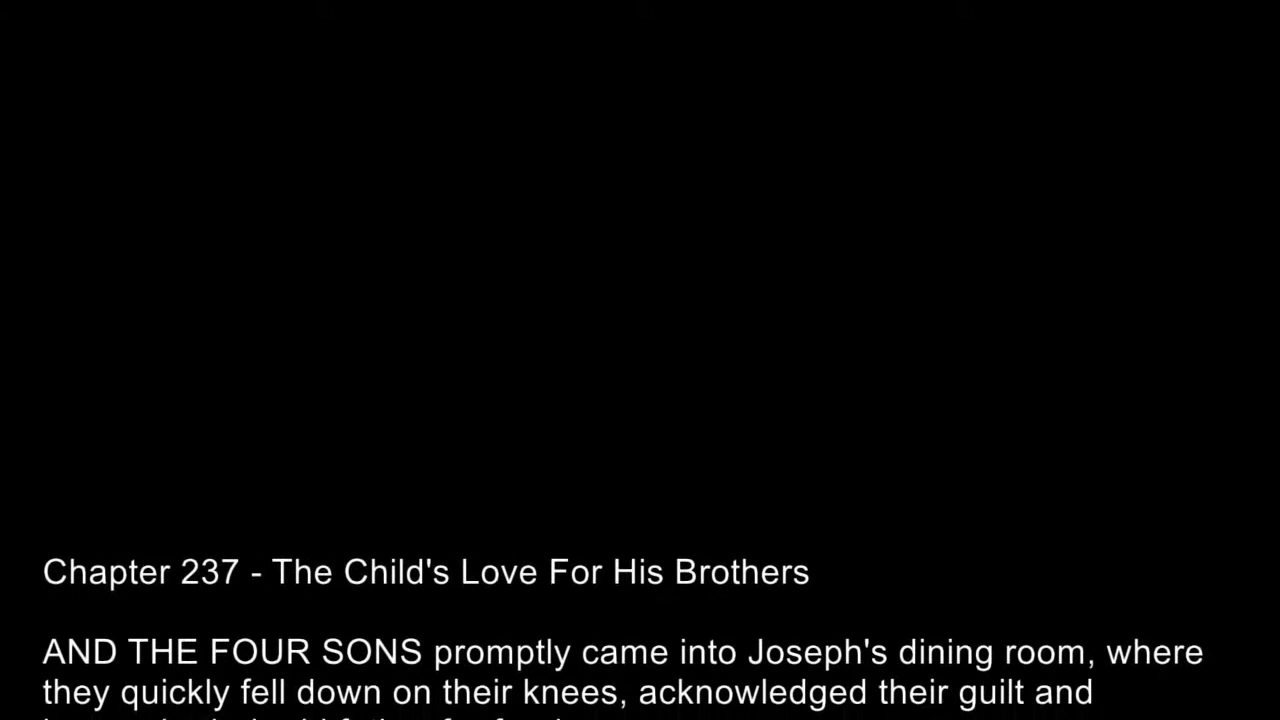 Chapter 237 - The Child's Love For His Brothers
AND THE FOUR SONS promptly came into Joseph's dining room, where
they quickly fell down on their knees, acknowledged their guilt and